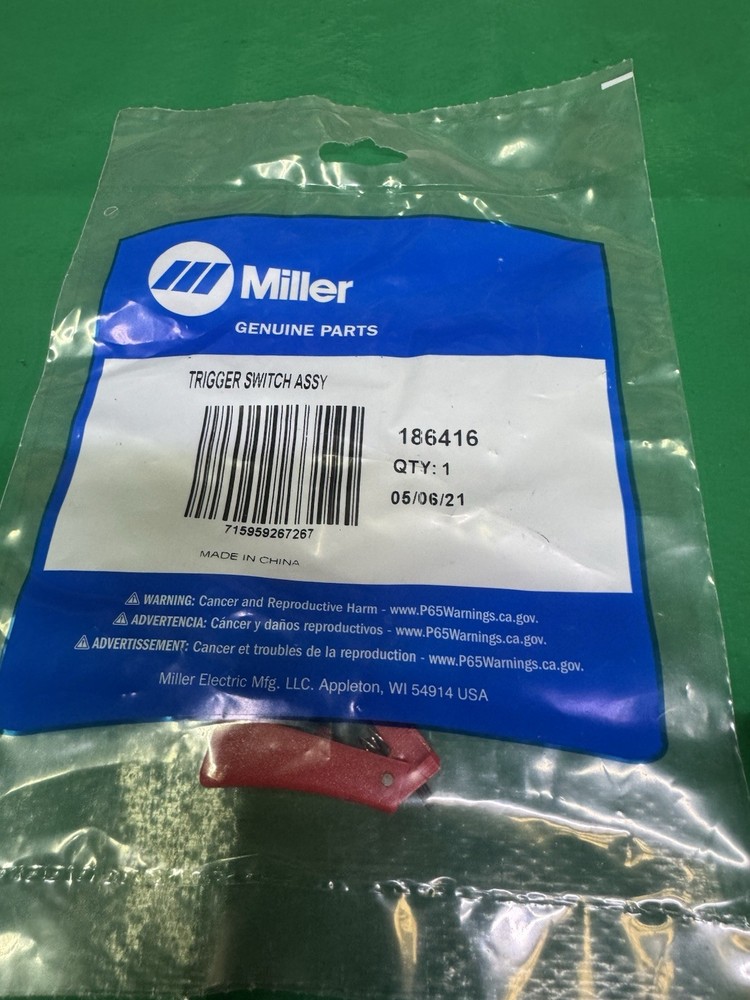 Miller
GENUINE PARTS
TRIGGER SWITCH ASSY
186416
QTY: 1
05/06/21
715959267267
MADE IN CHINA
WARNING: Cancer and Reproductive Harm - www.P65Warnings.ca.gov.
ADVERTENCIA: Cáncer y daños reproductivos - www.P65Warnings.ca.gov.
ADVERTISSEMENT: Cancer et troubles de la reproduction - www.P65Warnings.ca.gov.
Miller Electric Mfg. LLC. Appleton, WI 54914 USA